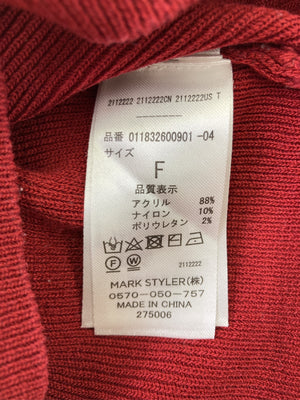 2112222 2112222CN 2112222US T
品番 011832600901 -04
サイズ
F
品質表示
アクリル 88%
ナイロン 10%
ポリウレタン 2%
2112222
MARK STYLER(株)
0570-050-757
MADE IN CHINA
275006